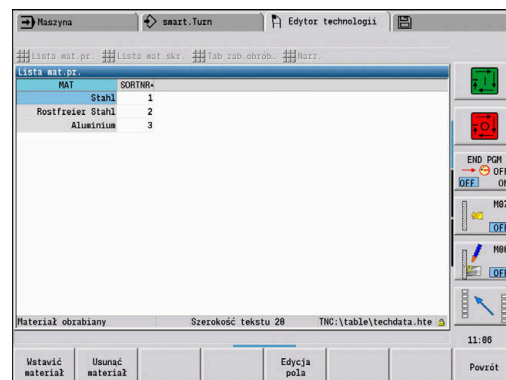 Maszyna
smart.Turn
Edytor technologii
Lista mat.pr.
Lista mat.skr.
Tab zab.obrób.
Narz.
Lista mat.pr.
MAT SORTNR
Stahl 1
Rostfreier Stahl 2
Aluminium 3
END PGM
OFF
OFF ON
M07
OFF
M08
OFF
Materiał obrabiany Szerokość tekstu 20 TNC:\table\techdata.hte
11:06
Wstawić materiał
Usunąć materiał
Edycja pola
Powrót